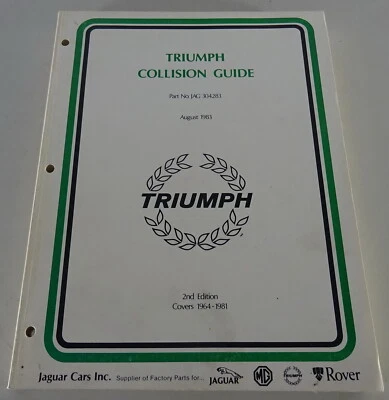 TRIUMPH
COLLISION GUIDE
Part No. JAG 304283
August 1983
TRIUMPH
2nd Edition
Covers 1964-1981
Jaguar Cars Inc. Supplier of Factory Parts for... JAGUAR MG TRIUMPH Rover